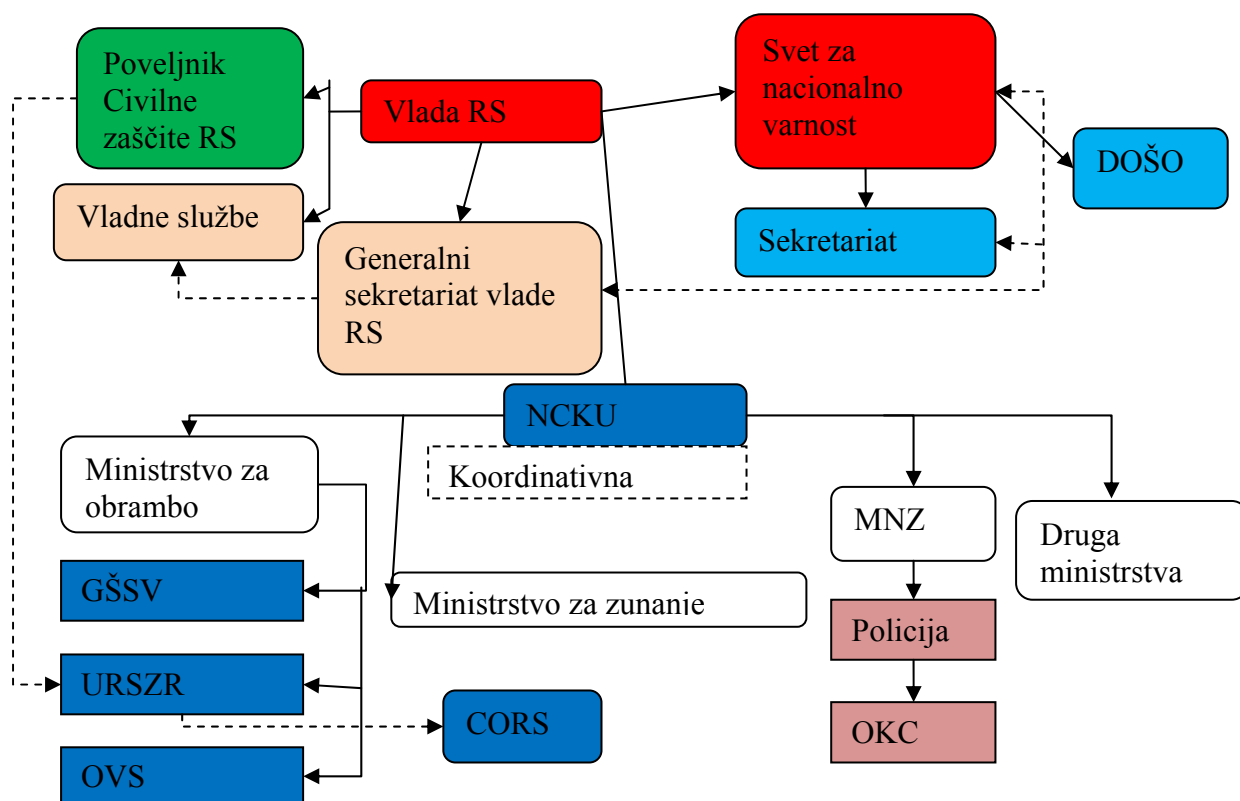 Poveljnik
Civilne
zaščite RS
Vlada RS
Svet za
nacionalno
varnost
DOŠO
Vladne službe
Sekretariat
Generalni
sekretariat vlade
RS
NCKU
Koordinativna
Ministrstvo za
obrambo
MNZ
Druga
ministrstva
GŠSV
Ministrstvo za zunanje
Policija
URSZR
CORS
OKC
OVS